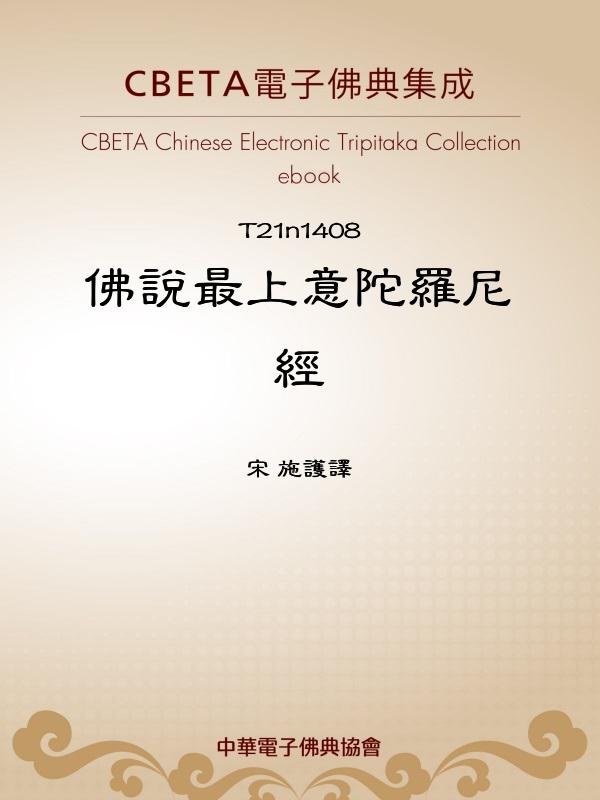 CBETA電子佛典集成
CBETA Chinese Electronic Tripitaka Collection
ebook
T21n1408
佛說最上意陀羅尼
經
宋 施護譯
中華電子佛典協會